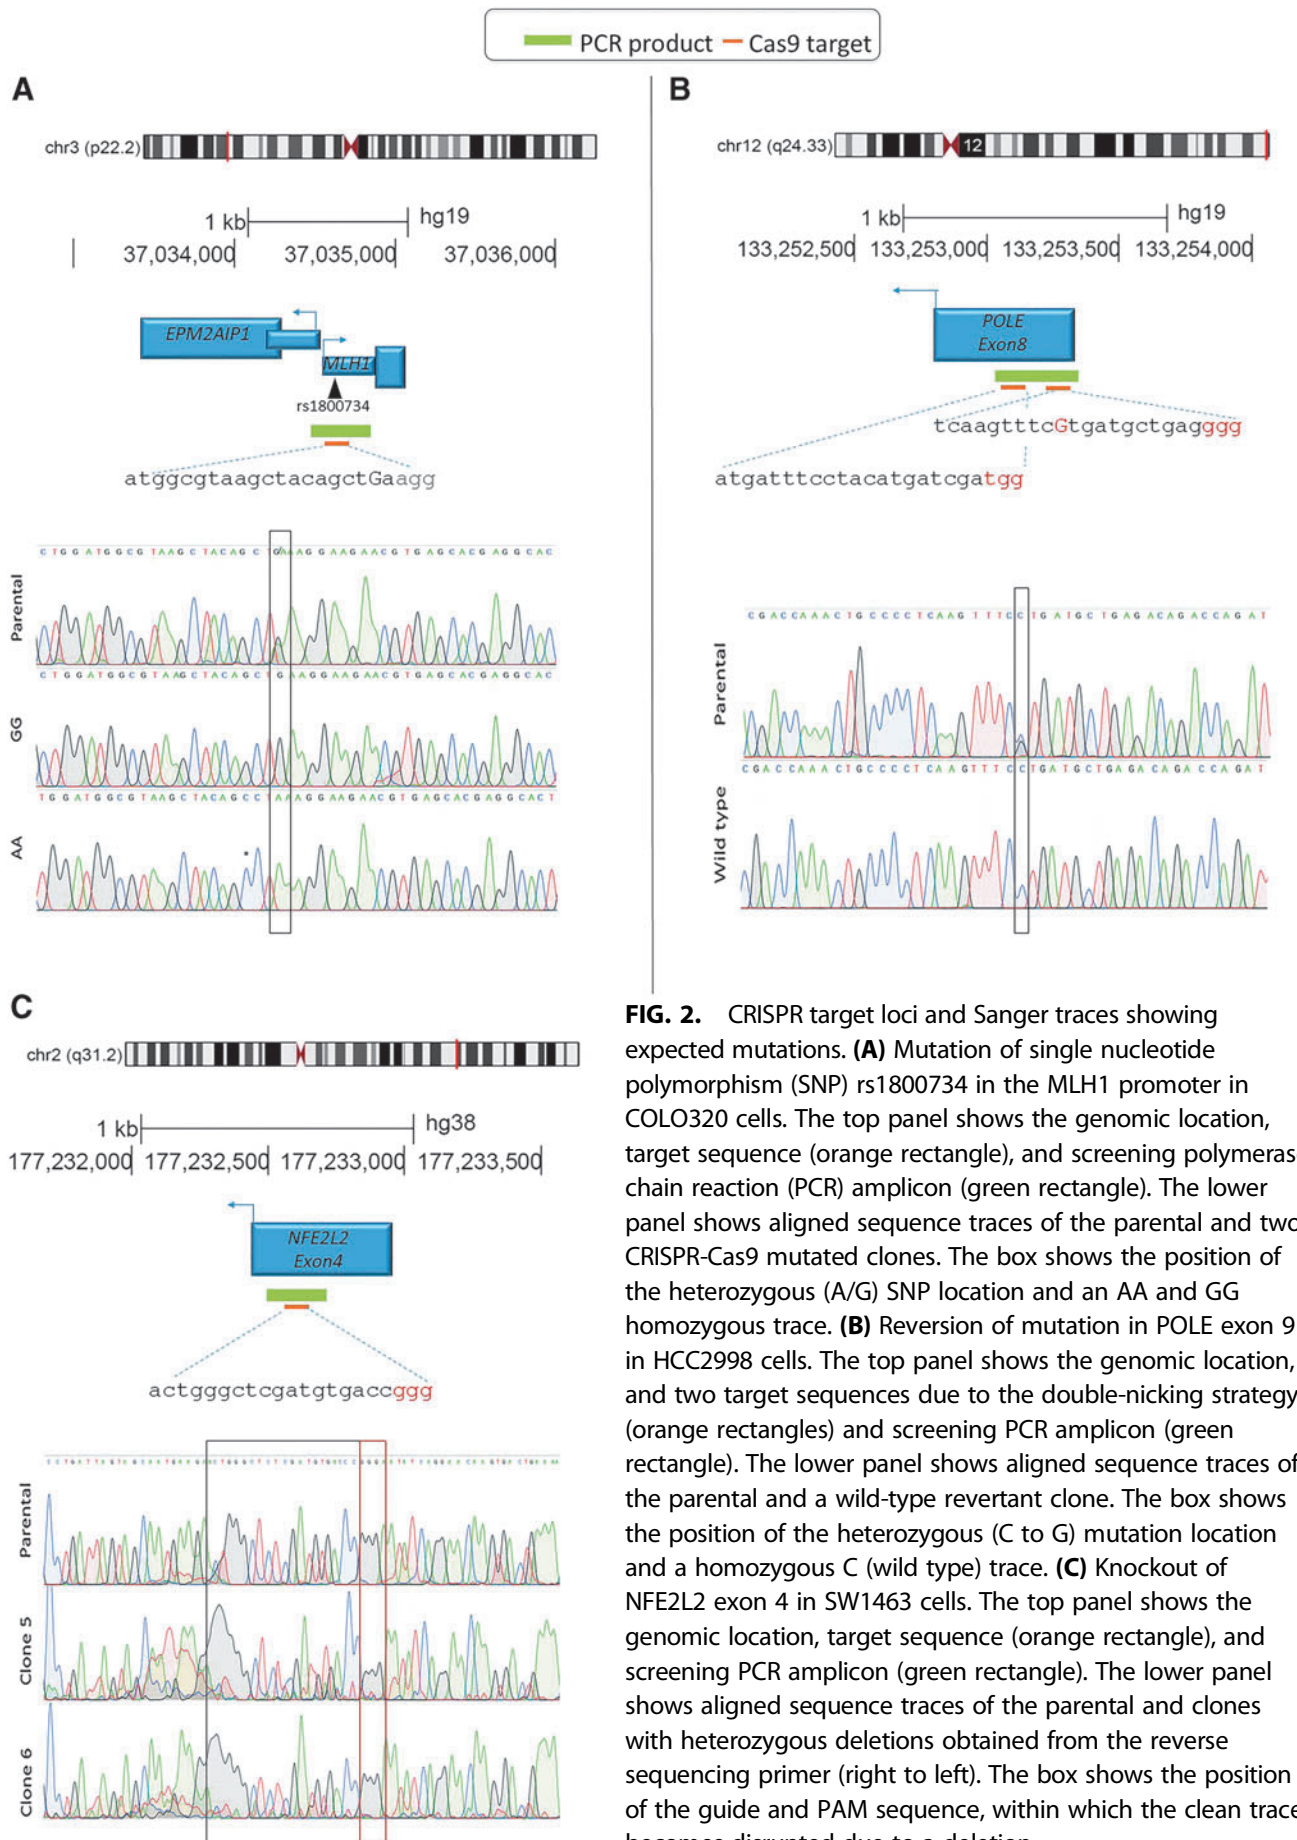 PCR product Cas9 target
A
chr3 (p22.2)
1 kb hg19
37,034,000 37,035,000 37,036,000
EPM2AIP1
MLH1
rs1800734
atggcgtaagctacagctGaagg
Parental
CTGGATGGCGTAAGCTACAGCTGAAAGGAAGAACGTGAGCACGAGGCAC
GG
CTGGATGGCGTAAGCTACAGCTGAAGGAAGAACGTGAGCACGAGGCAC
AA
TGGATGGCGTAAGCTACAGCCTAAAGGAAGAACGTGAGCACGAGGCACT
B
chr12 (q24.33)
12
1 kb hg19
133,252,500 133,253,000 133,253,500 133,254,000
POLE
Exon8
tcaagtttcGtgatgctgagggg
atgatttcctacatgatcgatgg
Parental
CGACCAAACTGCCCCTCAAGTTTCCTGATGCTGAGACAGACCAGAT
Wild type
CGACCAAACTGCCCCTCAAGTTTCCTGATGCTGAGACAGACCAGAT
C
chr2 (q31.2)
1 kb hg38
177,232,000 177,232,500 177,233,000 177,233,500
NFE2L2
Exon4
actgggctcgatgtgaccggg
Parental
Clone 5
Clone 6
FIG. 2. CRISPR target loci and Sanger traces showing
expected mutations. (A) Mutation of single nucleotide
polymorphism (SNP) rs1800734 in the MLH1 promoter in
COLO320 cells. The top panel shows the genomic location,
target sequence (orange rectangle), and screening polymeras
chain reaction (PCR) amplicon (green rectangle). The lower
panel shows aligned sequence traces of the parental and two
CRISPR-Cas9 mutated clones. The box shows the position of
the heterozygous (A/G) SNP location and an AA and GG
homozygous trace. (B) Reversion of mutation in POLE exon 9
in HCC2998 cells. The top panel shows the genomic location,
and two target sequences due to the double-nicking strategy
(orange rectangles) and screening PCR amplicon (green
rectangle). The lower panel shows aligned sequence traces of
the parental and a wild-type revertant clone. The box shows
the position of the heterozygous (C to G) mutation location
and a homozygous C (wild type) trace. (C) Knockout of
NFE2L2 exon 4 in SW1463 cells. The top panel shows the
genomic location, target sequence (orange rectangle), and
screening PCR amplicon (green rectangle). The lower panel
shows aligned sequence traces of the parental and clones
with heterozygous deletions obtained from the reverse
sequencing primer (right to left). The box shows the position
of the guide and PAM sequence, within which the clean trace
becomes disrupted due to a deletion.